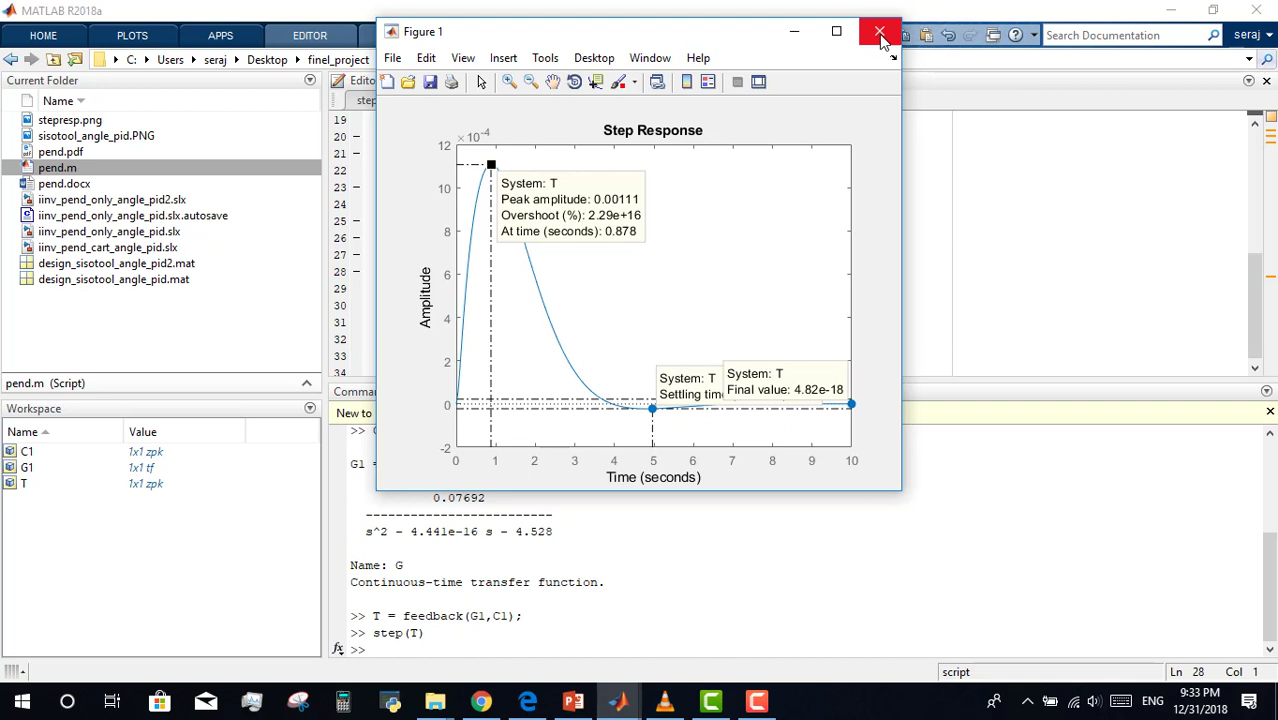 MATLAB R2018a
HOME PLOTS APPS EDITOR
Search Documentation seraj
C: Users seraj Desktop finel_project
Current Folder
Name
stepresp.png
sisotool_angle_pid.PNG
pend.pdf
pend.m
pend.docx
iinv_pend_only_angle_pid2.slx
iinv_pend_only_angle_pid.slx.autosave
iinv_pend_only_angle_pid.slx
iinv_pend_cart_angle_pid.slx
design_sisotool_angle_pid2.mat
design_sisotool_angle_pid.mat
pend.m (Script)
Workspace
Name Value
C1 1x1 zpk
G1 1x1 tf
T 1x1 zpk
19
20
21
22
23
24
25
26
27
28
29
30
31
32
33
34
Figure 1
File Edit View Insert Tools Desktop Window Help
Step Response
× 10^-4
12
10
8
6
4
2
0
-2
Amplitude
System: T
Peak amplitude: 0.00111
Overshoot (%): 2.29e+16
At time (seconds): 0.878
System: T
Settling
System: T
Final value: 4.82e-18
0 1 2 3 4 5 6 7 8 9 10
Time (seconds)
New to
>>
G1 =
0.07692
-------------------------
s^2 - 4.441e-16 s - 4.528
Name: G
Continuous-time transfer function.
>> T = feedback(G1,C1);
>> step(T)
fx >>
script Ln 28 Col 1
ENG
9:33 PM
12/31/2018